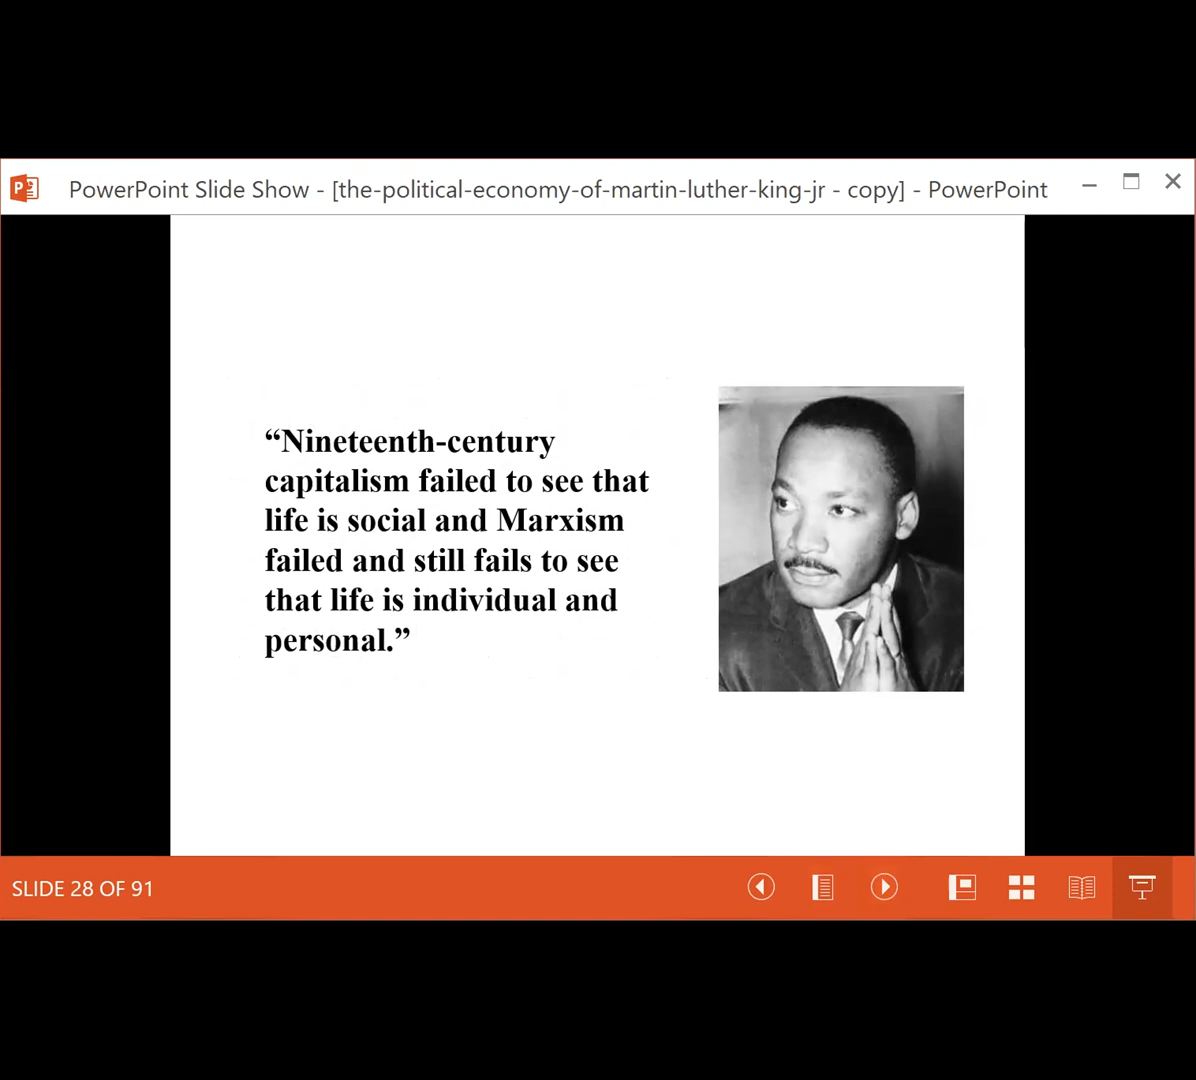 PowerPoint Slide Show - [the-political-economy-of-martin-luther-king-jr - copy] - PowerPoint
“Nineteenth-century
capitalism failed to see that
life is social and Marxism
failed and still fails to see
that life is individual and
personal.”
SLIDE 28 OF 91